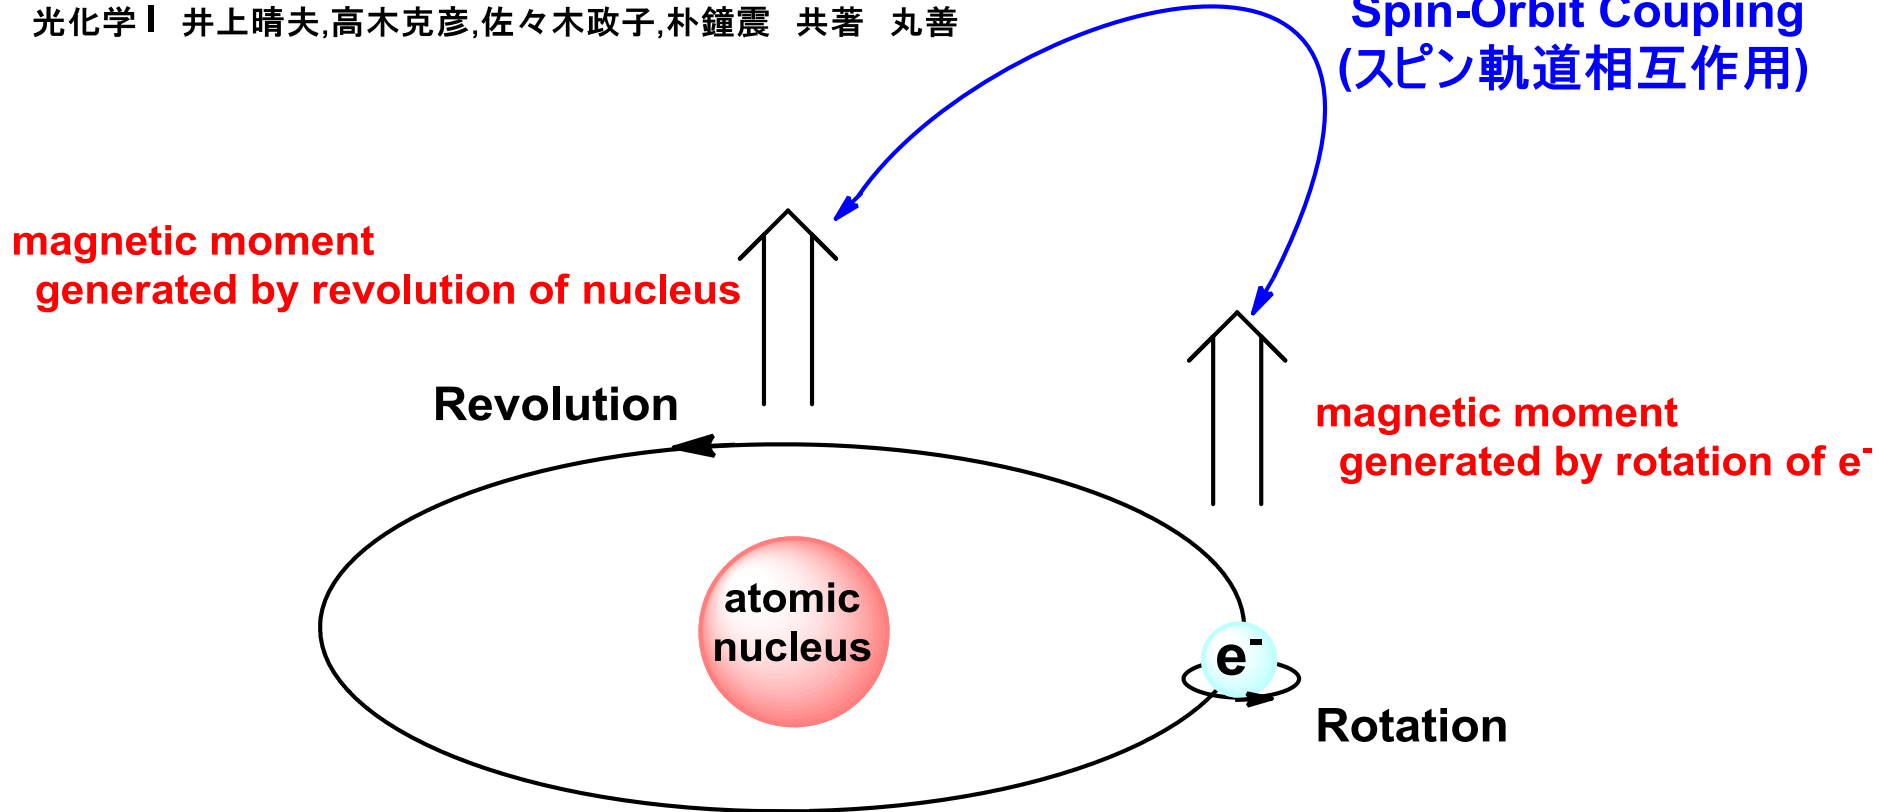 光化学 I 井上晴夫,高木克彦,佐々木政子,朴鐘震 共著 丸善
Spin-Orbit Coupling
(スピン軌道相互作用)
magnetic moment
generated by revolution of nucleus
Revolution
magnetic moment
generated by rotation of e-
atomic
nucleus
e-
Rotation